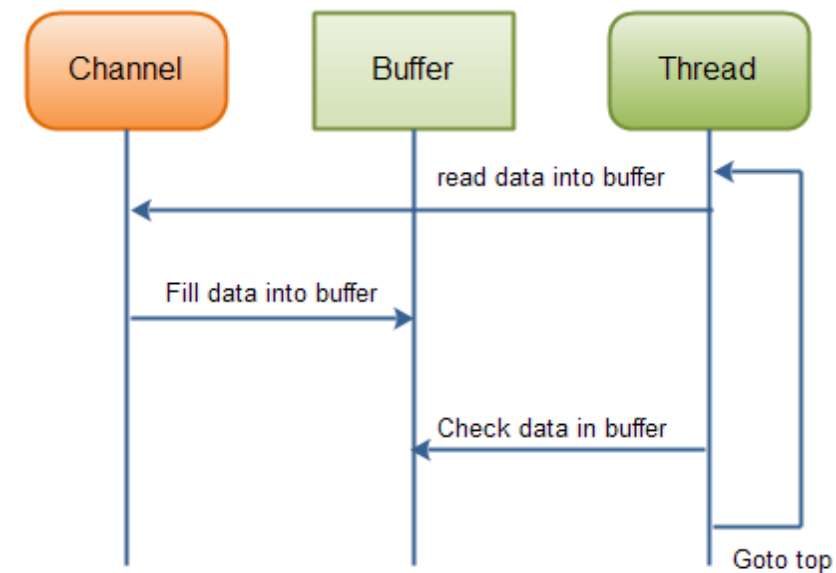 Channel
Buffer
Thread
read data into buffer
Fill data into buffer
Check data in buffer
Goto top